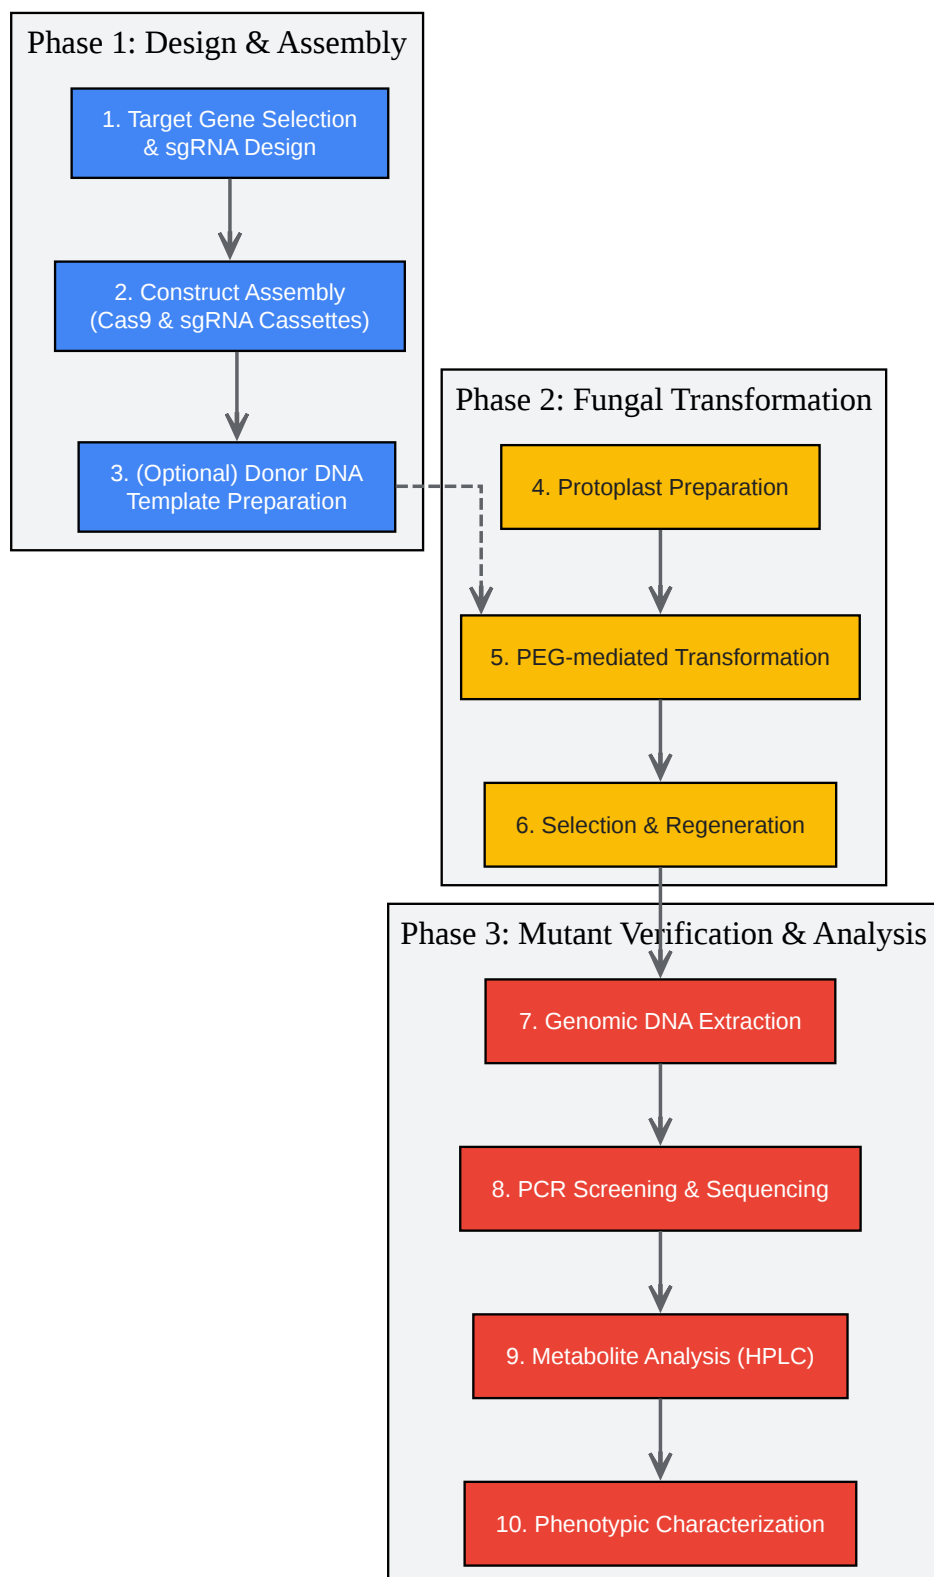 Phase 1: Design & Assembly
1. Target Gene Selection
& sgRNA Design
2. Construct Assembly
(Cas9 & sgRNA Cassettes)
3. (Optional) Donor DNA
Template Preparation
Phase 2: Fungal Transformation
4. Protoplast Preparation
5. PEG-mediated Transformation
6. Selection & Regeneration
Phase 3: Mutant Verification & Analysis
7. Genomic DNA Extraction
8. PCR Screening & Sequencing
9. Metabolite Analysis (HPLC)
10. Phenotypic Characterization